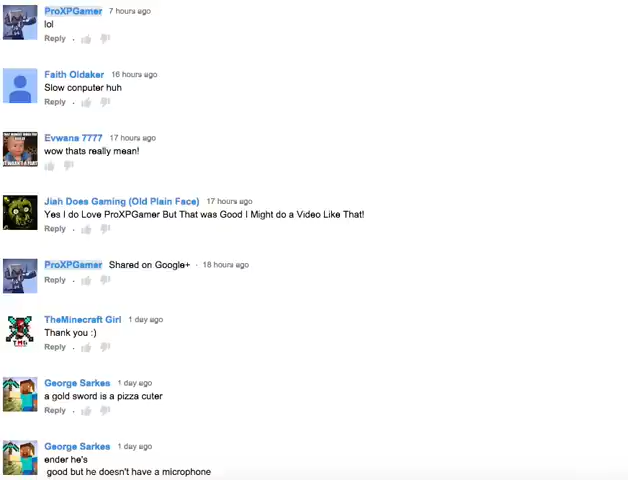 ProXPGamer 7 hours ago
lol
Reply
Faith Oldaker 16 hours ago
Slow conputer huh
Reply
Evwana 7777 17 hours ago
wow thats really mean!
Jiah Does Gaming (Old Plain Face) 17 hours ago
Yes I do Love ProXPGamer But That was Good I Might do a Video Like That!
Reply
ProXPGamer Shared on Google+ · 18 hours ago
Reply
TheMinecraft Girl 1 day ago
Thank you :)
TMG
Reply
George Sarkes 1 day ago
a gold sword is a pizza cuter
Reply
George Sarkes 1 day ago
ender he's
good but he doesn't have a microphone